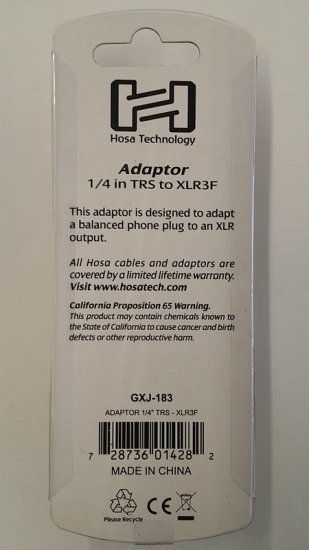 Hosa Technology
Adaptor
1/4 in TRS to XLR3F
This adaptor is designed to adapt
a balanced phone plug to an XLR
output.
All Hosa cables and adaptors are
covered by a limited lifetime warranty.
Visit www.hosatech.com
California Proposition 65 Warning.
This product may contain chemicals known to
the State of California to cause cancer and birth
defects or other reproductive harm.
GXJ-183
ADAPTOR 1/4" TRS - XLR3F
7 28736 01428 2
MADE IN CHINA
CE
Please Recycle